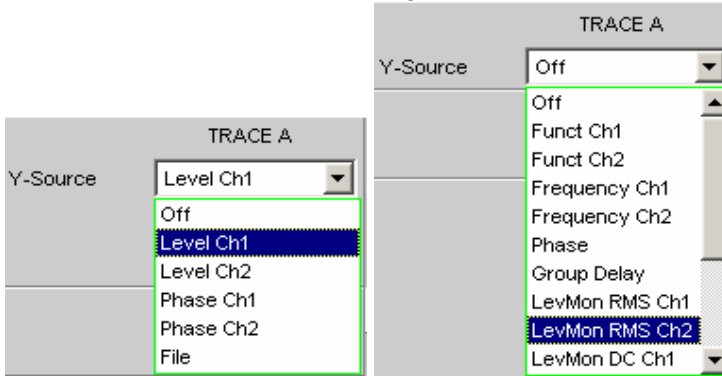 TRACE A
Y-Source Level Ch1
Off
Level Ch1
Level Ch2
Phase Ch1
Phase Ch2
File
TRACE A
Y-Source Off
Off
Funct Ch1
Funct Ch2
Frequency Ch1
Frequency Ch2
Phase
Group Delay
LevMon RMS Ch1
LevMon RMS Ch2
LevMon DC Ch1